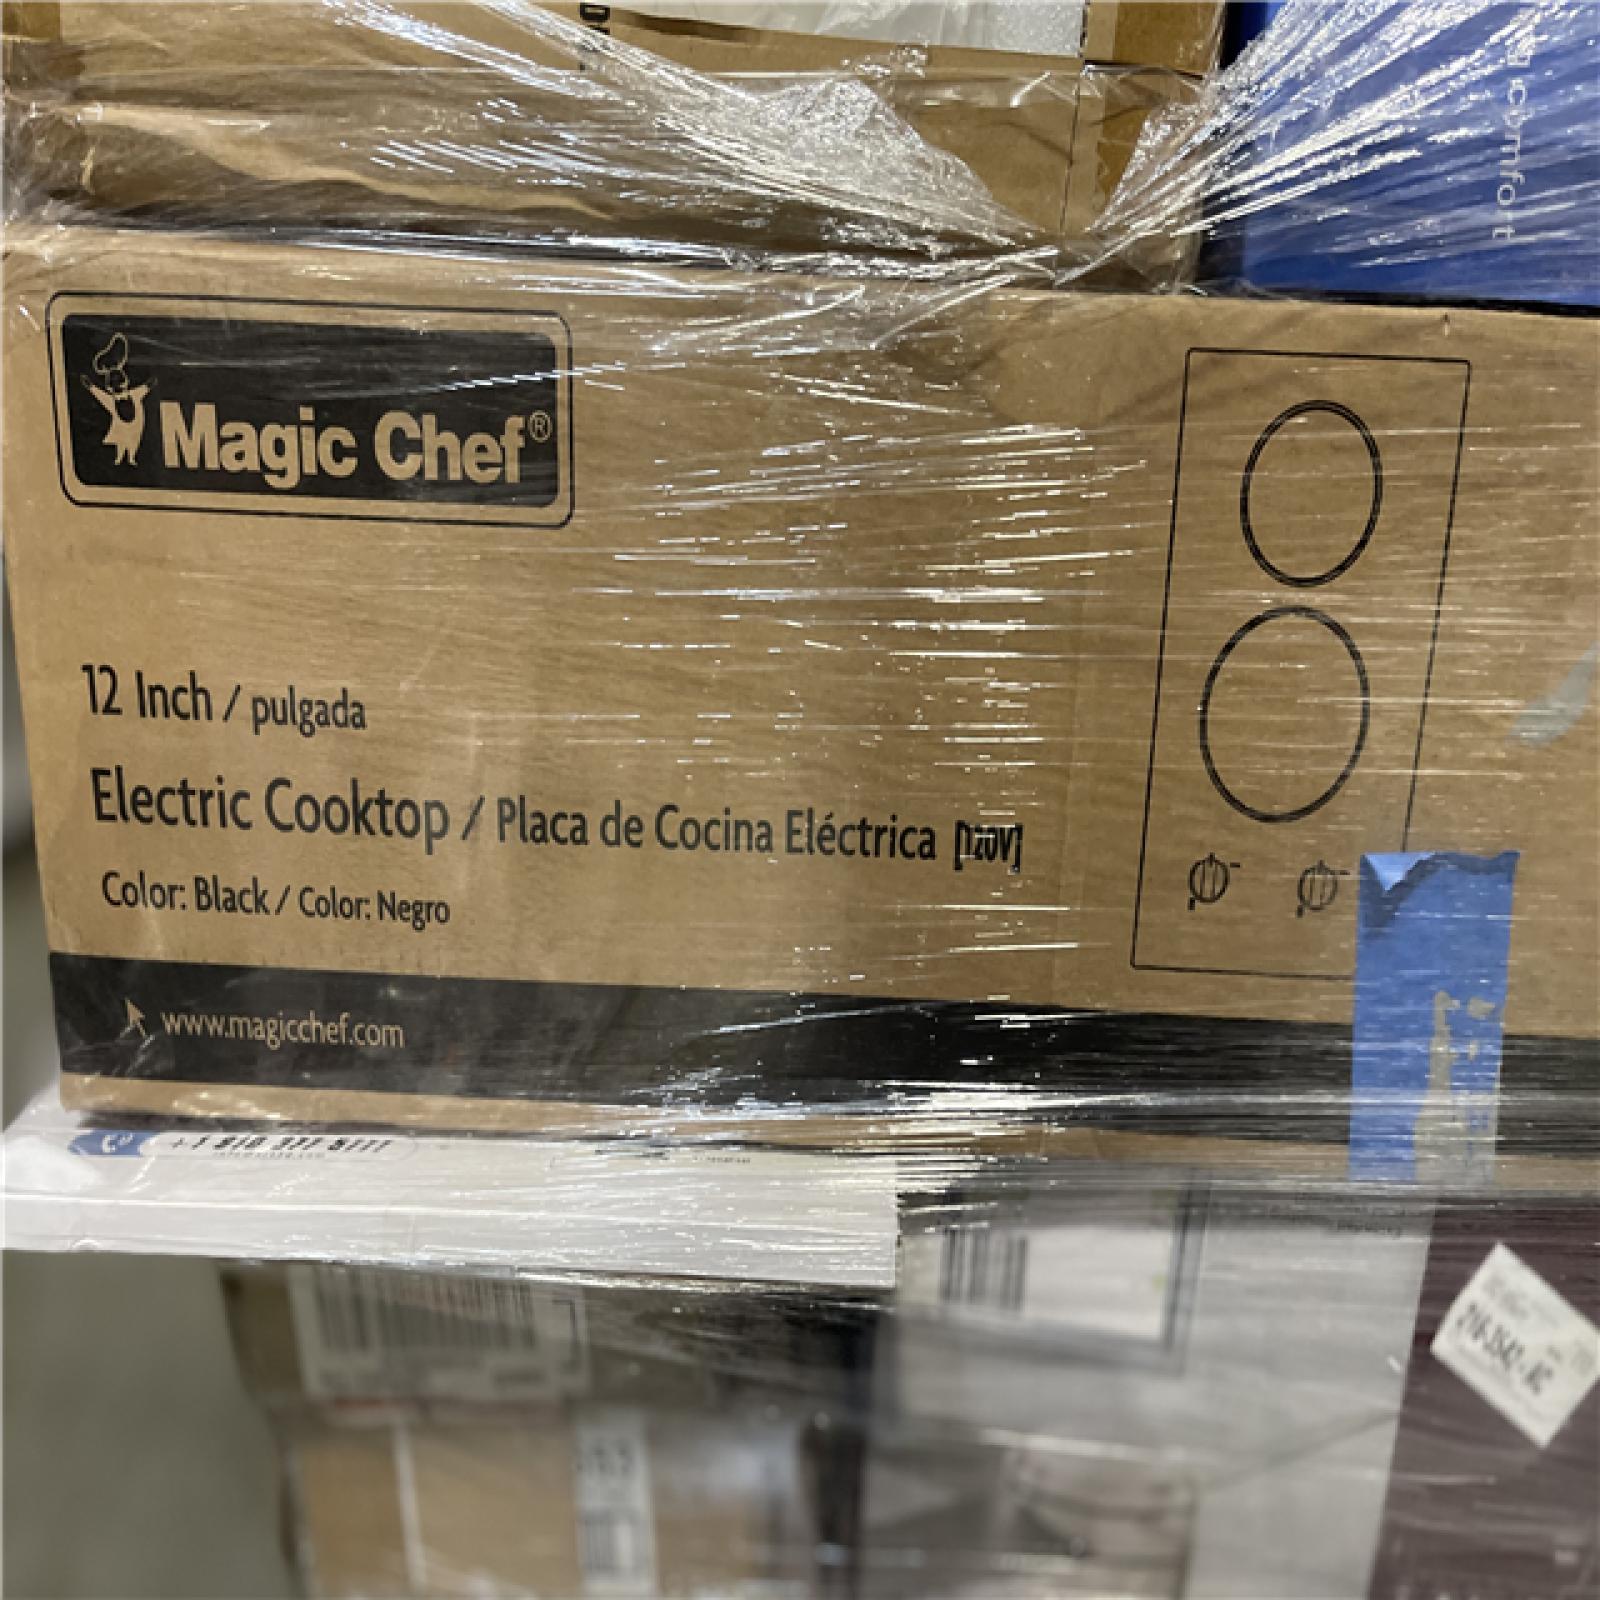 comfort
Magic Chef®
12 Inch / pulgada
Electric Cooktop / Placa de Cocina Eléctrica [120V]
Color: Black / Color: Negro
www.magicchef.com